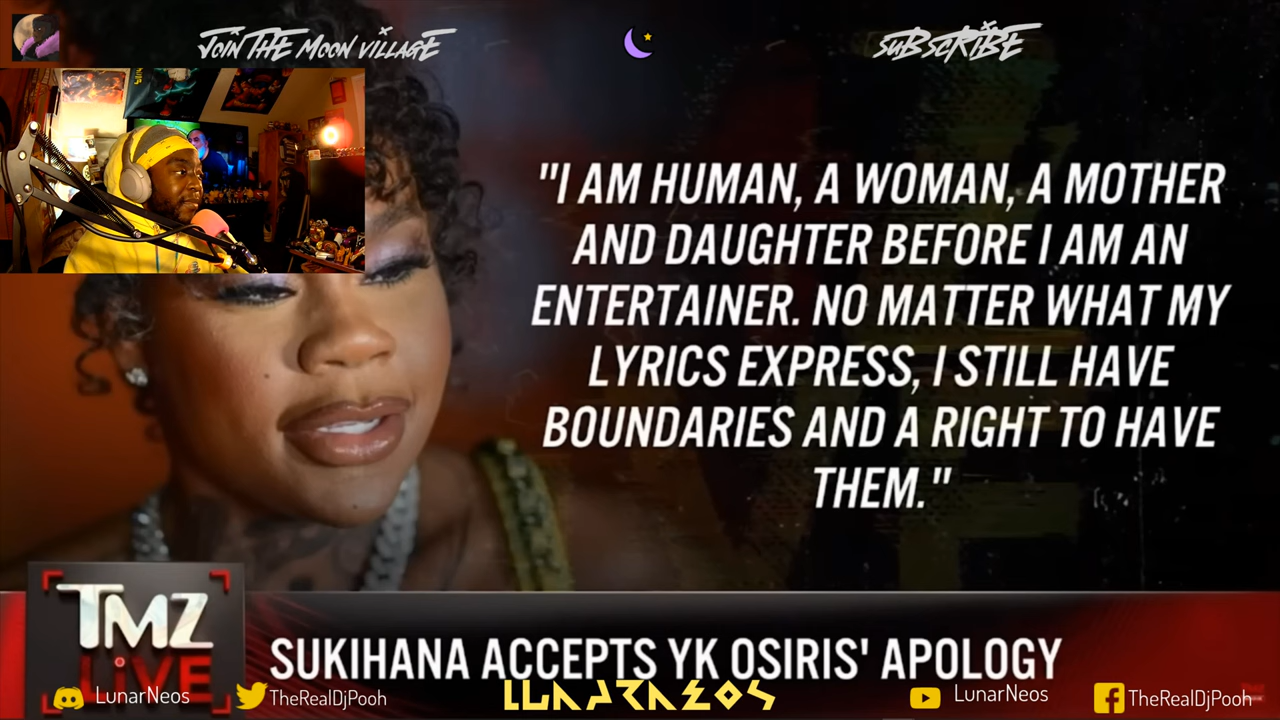 JOIN THE MOON VILLAGE
SUBSCRIBE
"I AM HUMAN, A WOMAN, A MOTHER
AND DAUGHTER BEFORE I AM AN
ENTERTAINER. NO MATTER WHAT MY
LYRICS EXPRESS, I STILL HAVE
BOUNDARIES AND A RIGHT TO HAVE
THEM."
TMZ
LIVE
SUKIHANA ACCEPTS YK OSIRIS' APOLOGY
LunarNeos
TheRealDjPooh
LUNARNEOS
LunarNeos
TheRealDjPooh